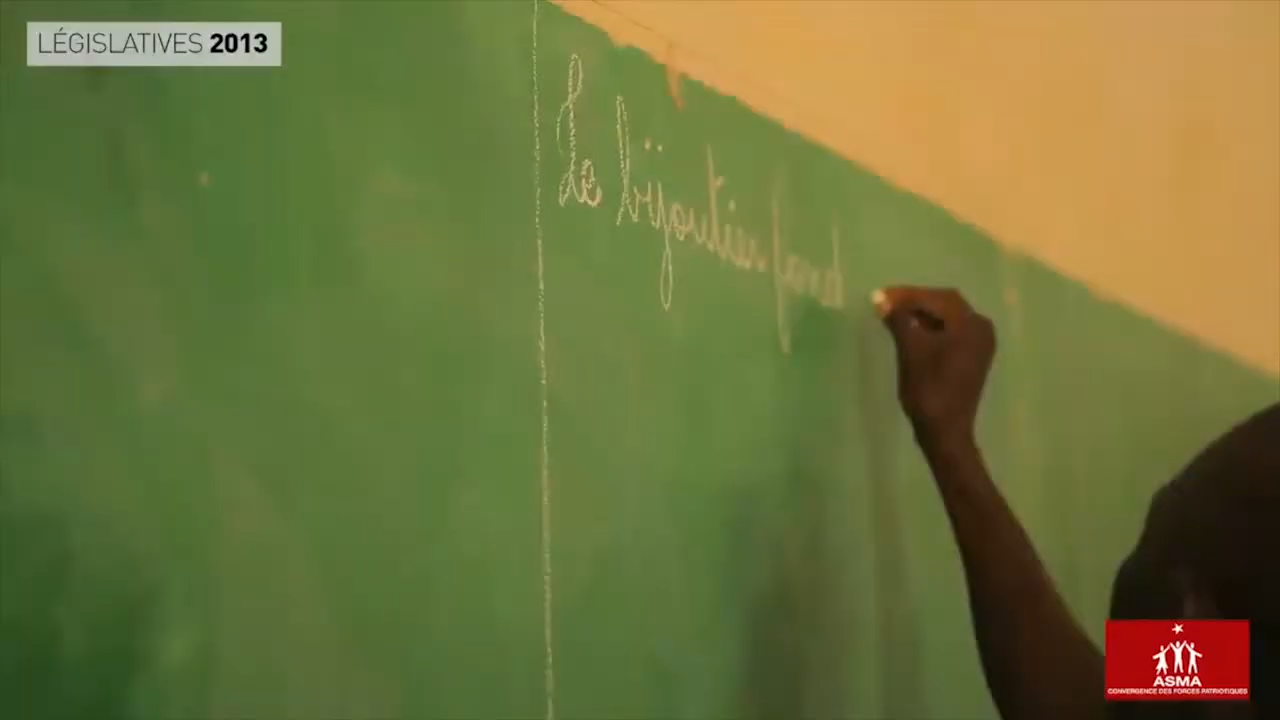 LÉGISLATIVES 2013
Le bijoutier fond
ASMA
CONVERGENCE DES FORCES PATRIOTIQUES